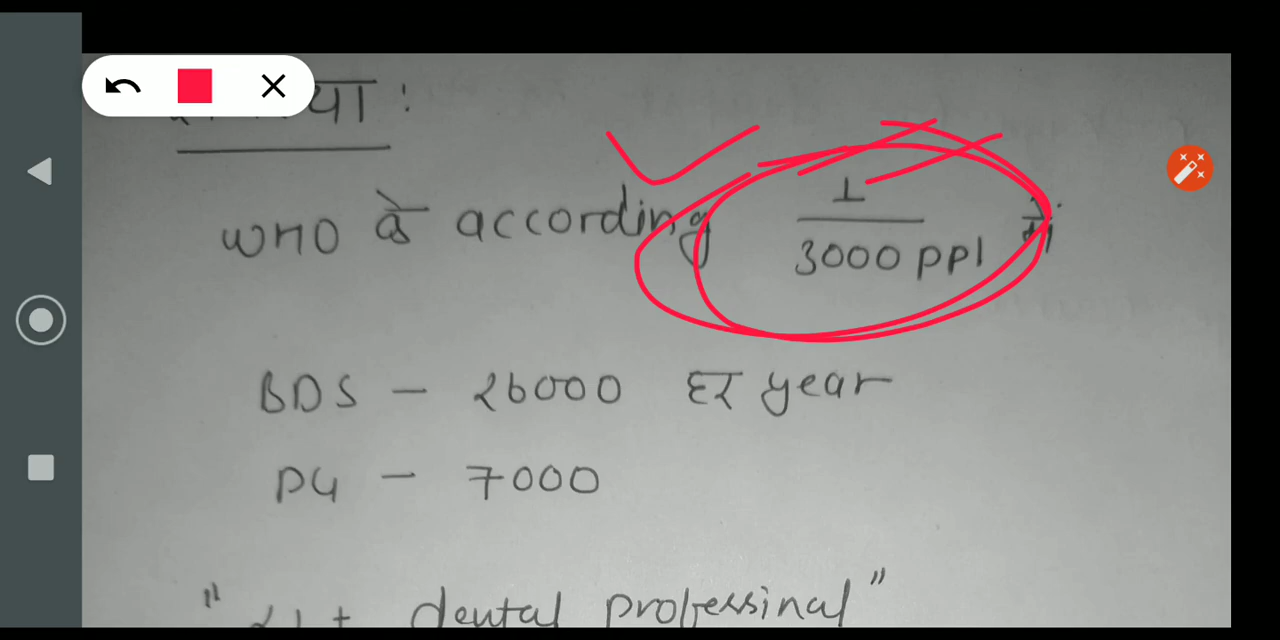 WHO के according 1/3000 ppl
BDS - 26000 हर year
PG - 7000
" dental professinal "